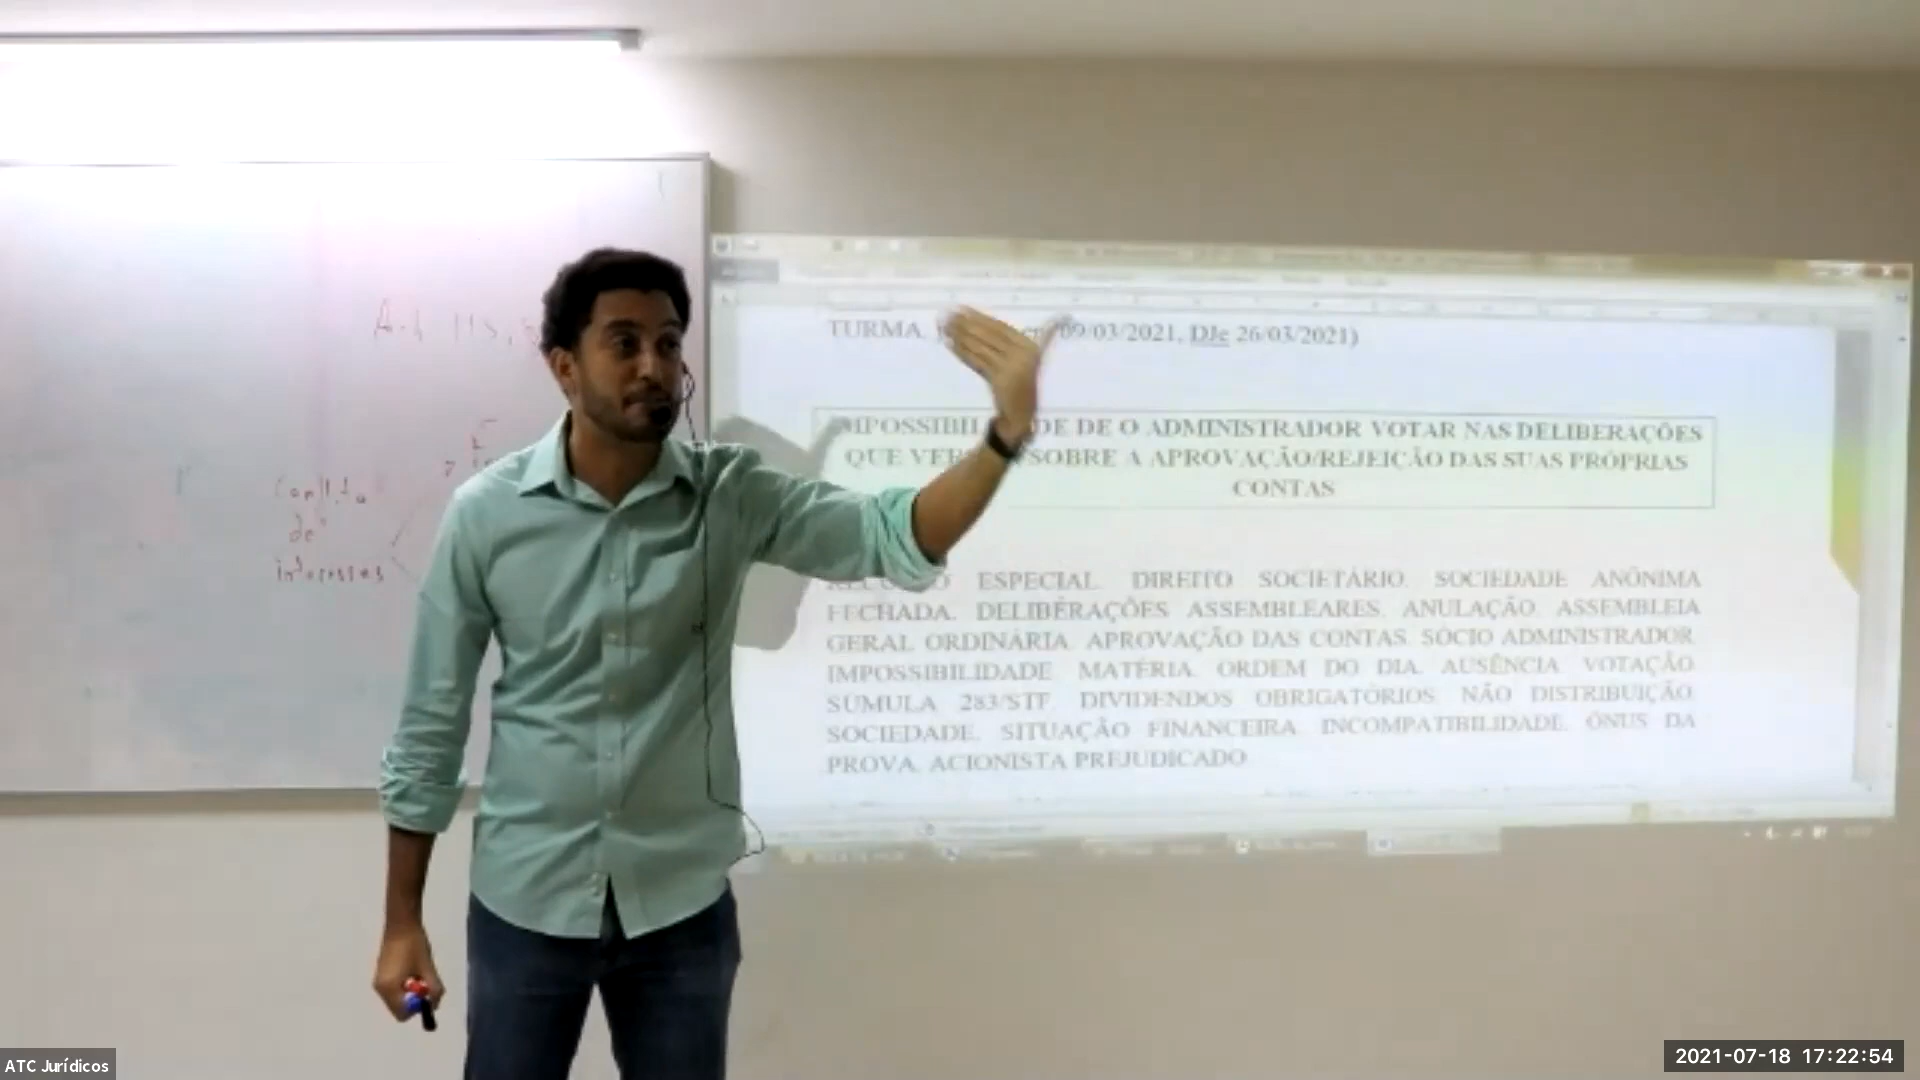 Conflito
de
interesses
TURMA, 09/03/2021, DJe 26/03/2021)
DE O ADMINISTRADOR VOTAR NAS DELIBERAÇÕES
QUE SOBRE A APROVAÇÃO/REJEIÇÃO DAS SUAS PRÓPRIAS
CONTAS
ESPECIAL. DIREITO SOCIETÁRIO. SOCIEDADE ANÔNIMA
FECHADA. DELIBERAÇÕES ASSEMBLEARES. ANULAÇÃO. ASSEMBLEIA
GERAL ORDINÁRIA. APROVAÇÃO DAS CONTAS. SÓCIO ADMINISTRADOR.
IMPOSSIBILIDADE. MATÉRIA. ORDEM DO DIA. AUSÊNCIA. VOTAÇÃO.
SÚMULA 283/STF. DIVIDENDOS OBRIGATÓRIOS. NÃO DISTRIBUIÇÃO.
SOCIEDADE. SITUAÇÃO FINANCEIRA. INCOMPATIBILIDADE. ÔNUS DA
PROVA. ACIONISTA PREJUDICADO
ATC Jurídicos
2021-07-18 17:22:54